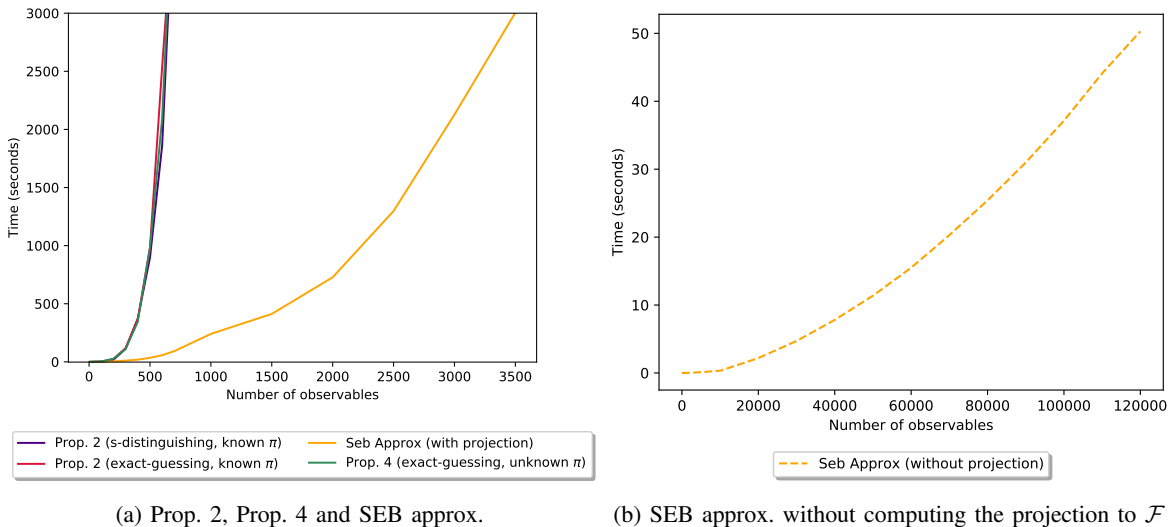 3000
2500
2000
1500
1000
500
0
Time (seconds)
0 500 1000 1500 2000 2500 3000 3500
Number of observables
Prop. 2 (s-distinguishing, known π)
Prop. 2 (exact-guessing, known π)
Seb Approx (with projection)
Prop. 4 (exact-guessing, unknown π)
(a) Prop. 2, Prop. 4 and SEB approx.
50
40
30
20
10
0
Time (seconds)
0 20000 40000 60000 80000 100000 120000
Number of observables
Seb Approx (without projection)
(b) SEB approx. without computing the projection to ℱ